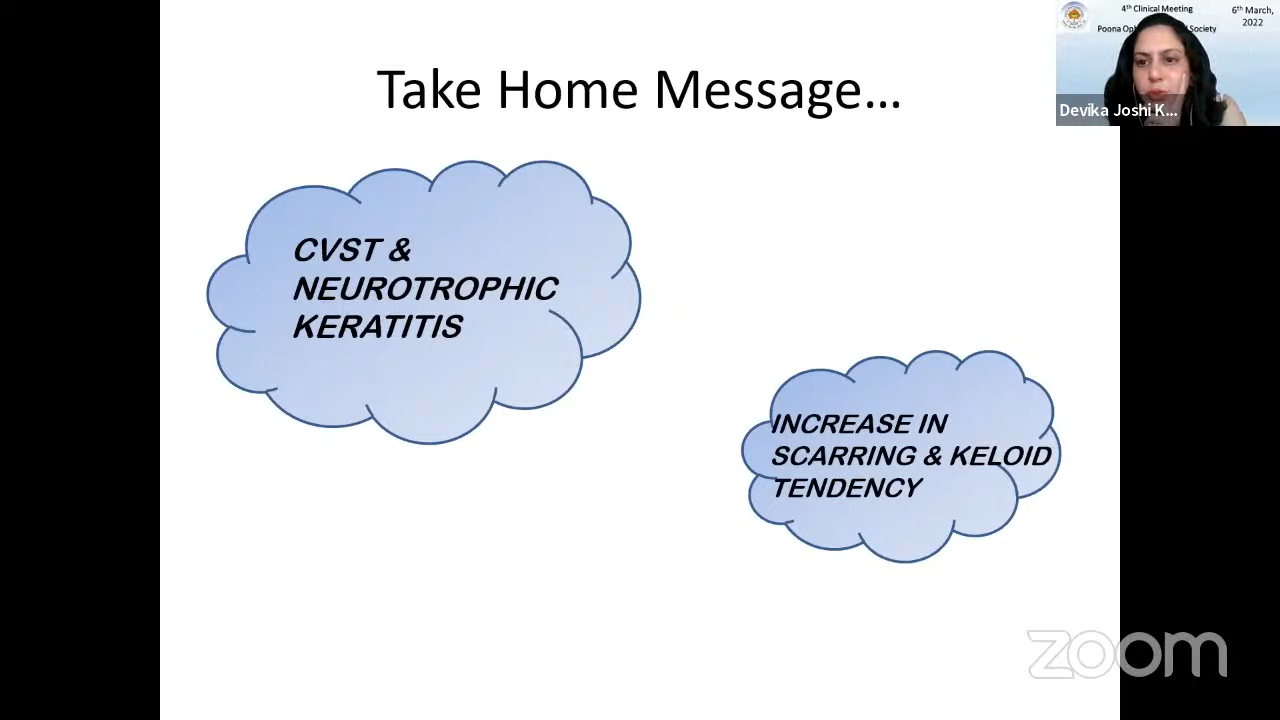 4th Clinical Meeting
6th March,
2022
Poona Society
Devika Joshi K...
Take Home Message...
CVST &
NEUROTROPHIC
KERATITIS
INCREASE IN
SCARRING & KELOID
TENDENCY
zoom